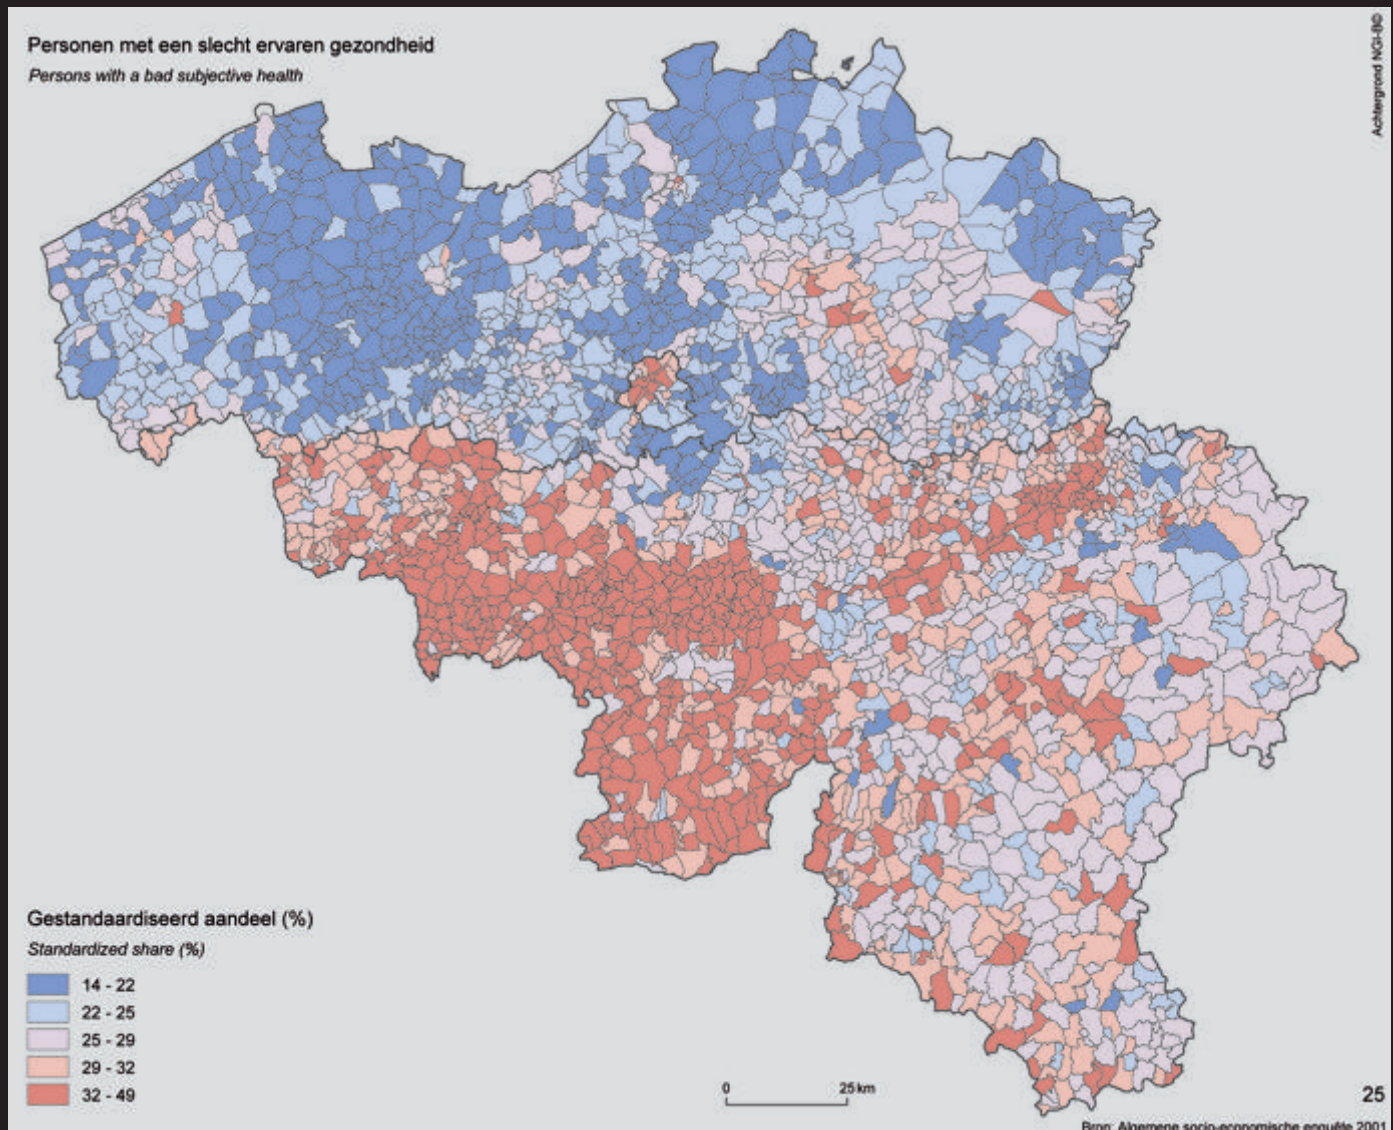 Personen met een slecht ervaren gezondheid
Persons with a bad subjective health
Achtergrond NGI-B©
Gestandaardiseerd aandeel (%)
Standardized share (%)
14 - 22
22 - 25
25 - 29
29 - 32
32 - 49
0 25 km
25
Bron: Algemene socio-economische enquête 2001